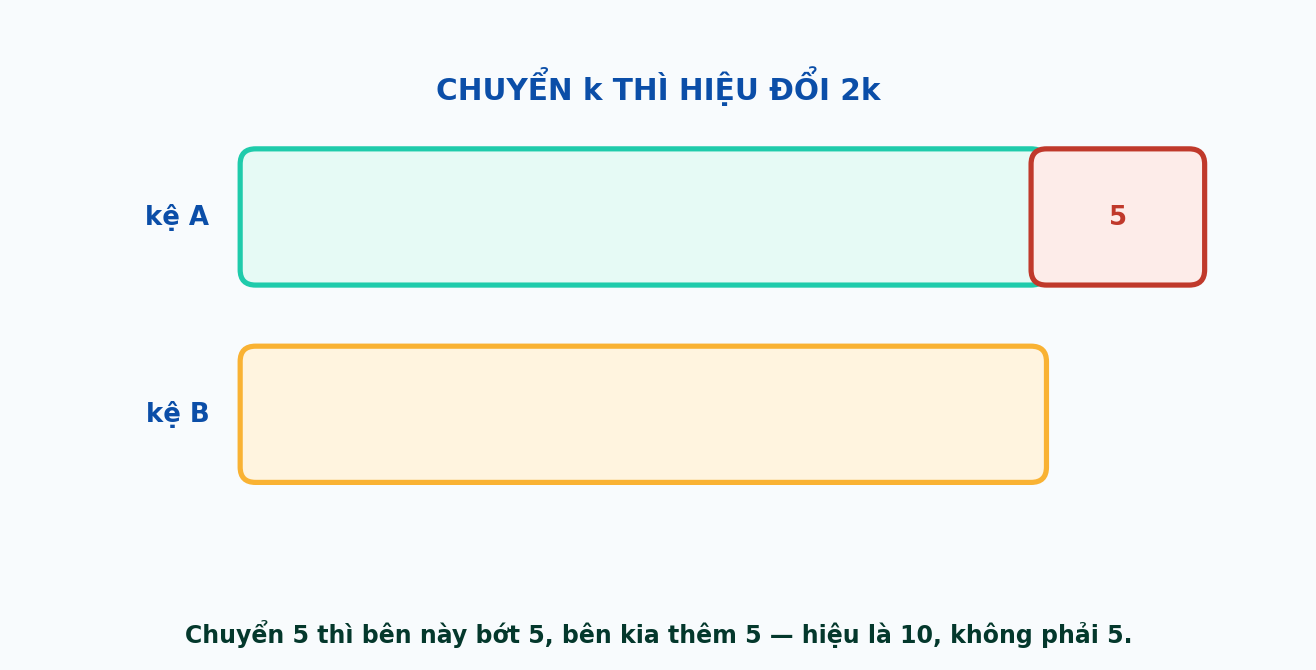 CHUYỂN k THÌ HIỆU ĐỔI 2k
kệ A
5
kệ B
Chuyển 5 thì bên này bớt 5, bên kia thêm 5 — hiệu là 10, không phải 5.